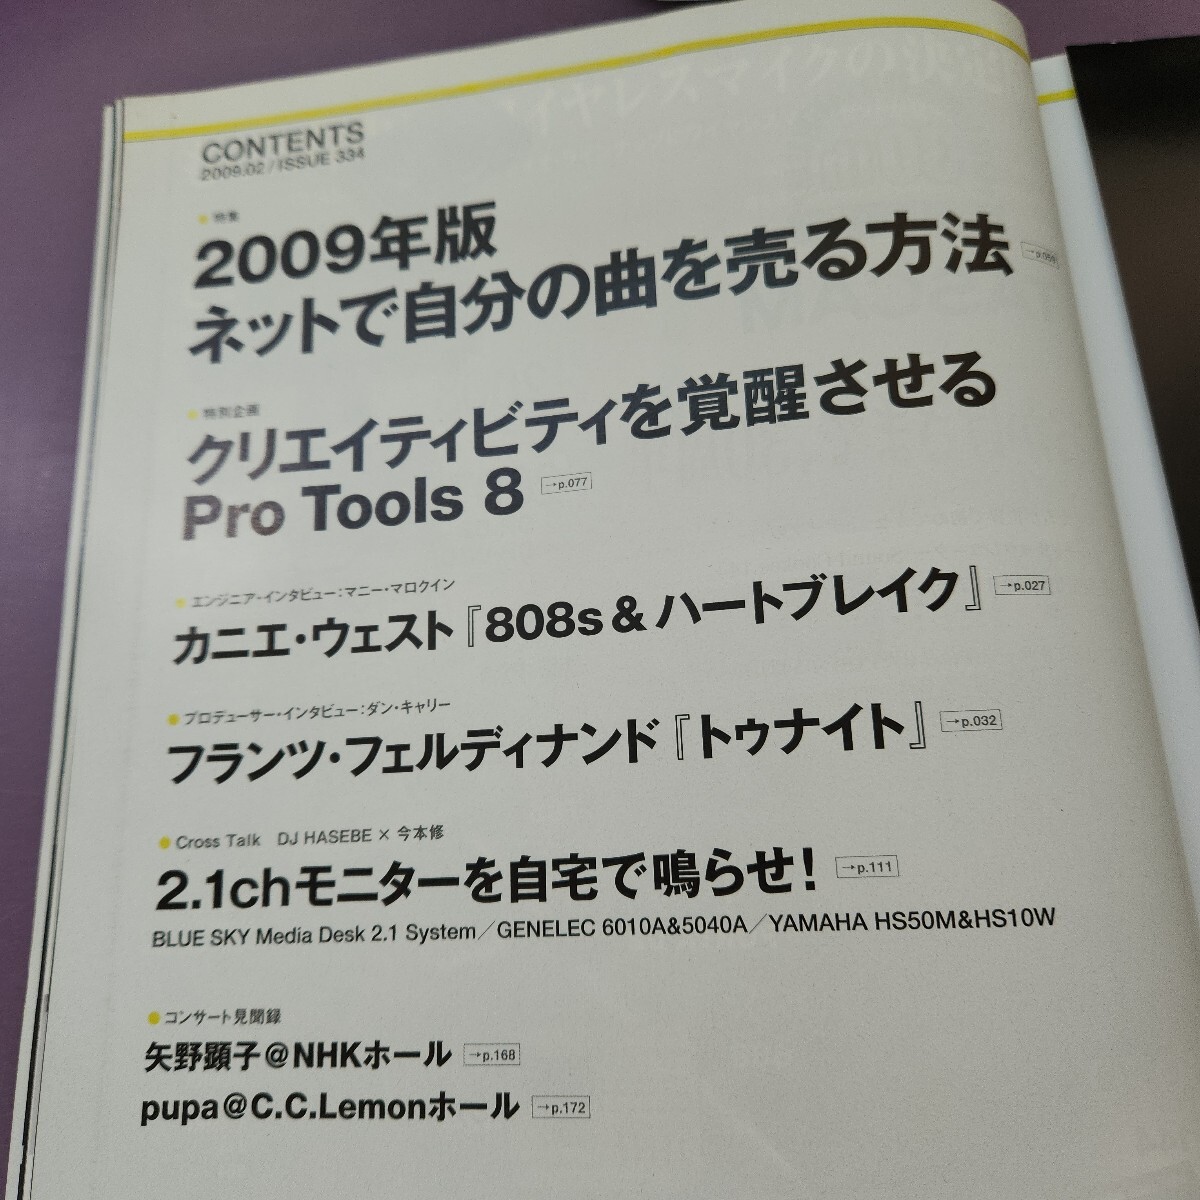 CONTENTS
2009.02 / ISSUE 334
特集
2009年版
ネットで自分の曲を売る方法
特別企画
クリエイティビティを覚醒させる
Pro Tools 8 →p.077
エンジニア・インタビュー：マニー・マロクイン
カニエ・ウェスト『808s & ハートブレイク』 →p.027
プロデューサー・インタビュー：ダン・キャリー
フランツ・フェルディナンド『トゥナイト』 →p.032
Cross Talk DJ HASEBE × 今本修
2.1chモニターを自宅で鳴らせ！ →p.111
BLUE SKY Media Desk 2.1 System／GENELEC 6010A&5040A／YAMAHA HS50M&HS10W
コンサート見聞録
矢野顕子@NHKホール →p.168
pupa@C.C.Lemonホール →p.172